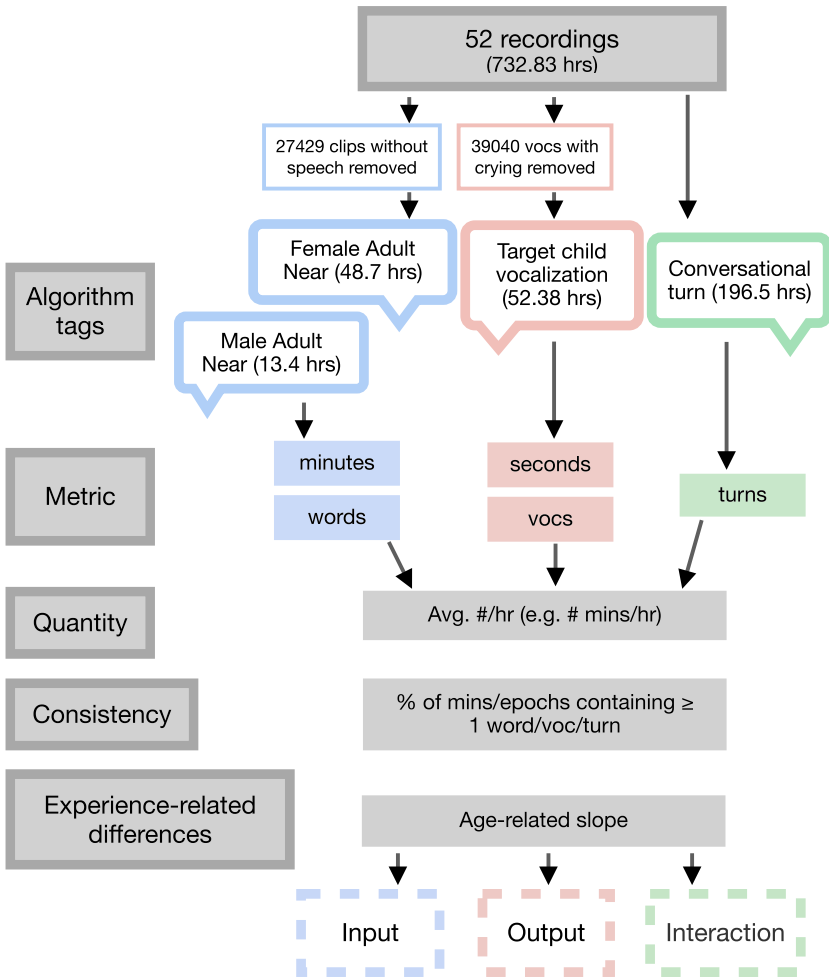 52 recordings
(732.83 hrs)
27429 clips without
speech removed
39040 vocs with
crying removed
Algorithm
tags
Female Adult
Near (48.7 hrs)
Male Adult
Near (13.4 hrs)
Target child
vocalization
(52.38 hrs)
Conversational
turn (196.5 hrs)
Metric
minutes
words
seconds
vocs
turns
Quantity
Avg. #/hr (e.g. # mins/hr)
Consistency
% of mins/epochs containing ≥
1 word/voc/turn
Experience-related
differences
Age-related slope
Input
Output
Interaction